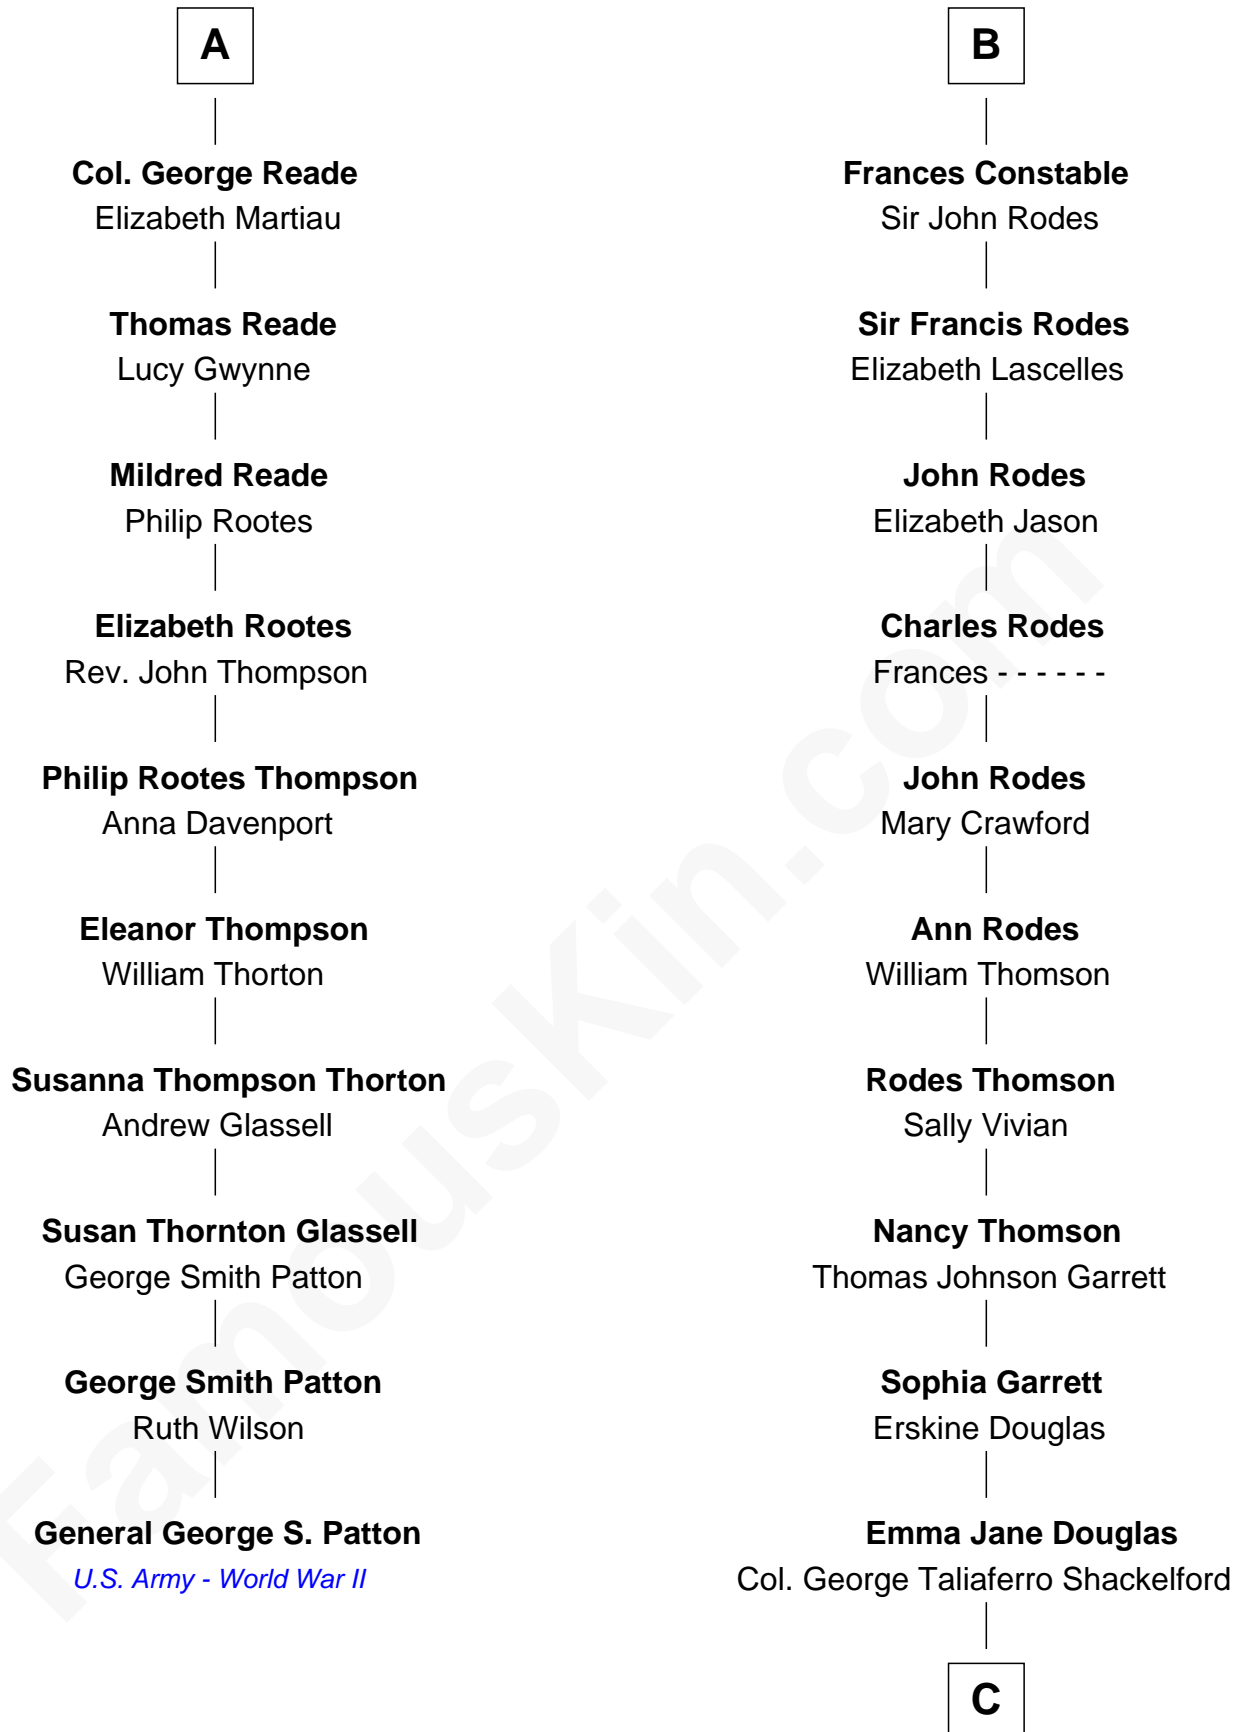 A
Col. George Reade
Elizabeth Martiau
Thomas Reade
Lucy Gwynne
Mildred Reade
Philip Rootes
Elizabeth Rootes
Rev. John Thompson
Philip Rootes Thompson
Anna Davenport
Eleanor Thompson
William Thorton
Susanna Thompson Thorton
Andrew Glassell
Susan Thornton Glassell
George Smith Patton
George Smith Patton
Ruth Wilson
General George S. Patton
U.S. Army - World War II
B
Frances Constable
Sir John Rodes
Sir Francis Rodes
Elizabeth Lascelles
John Rodes
Elizabeth Jason
Charles Rodes
Frances - - - - - -
John Rodes
Mary Crawford
Ann Rodes
William Thomson
Rodes Thomson
Sally Vivian
Nancy Thomson
Thomas Johnson Garrett
Sophia Garrett
Erskine Douglas
Emma Jane Douglas
Col. George Taliaferro Shackelford
C
FamousKin.com